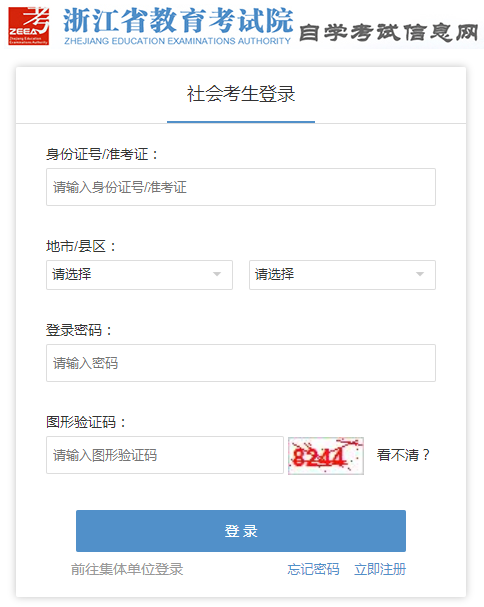 考
ZEEA
Zhejiang Education
Examinations Authority
浙江省教育考试院
ZHEJIANG EDUCATION EXAMINATIONS AUTHORITY
自学考试信息网
社会考生登录
身份证号/准考证：
请输入身份证号/准考证
地市/县区：
请选择 请选择
登录密码：
请输入密码
图形验证码：
请输入图形验证码 8244 看不清？
登 录
前往集体单位登录 忘记密码 立即注册